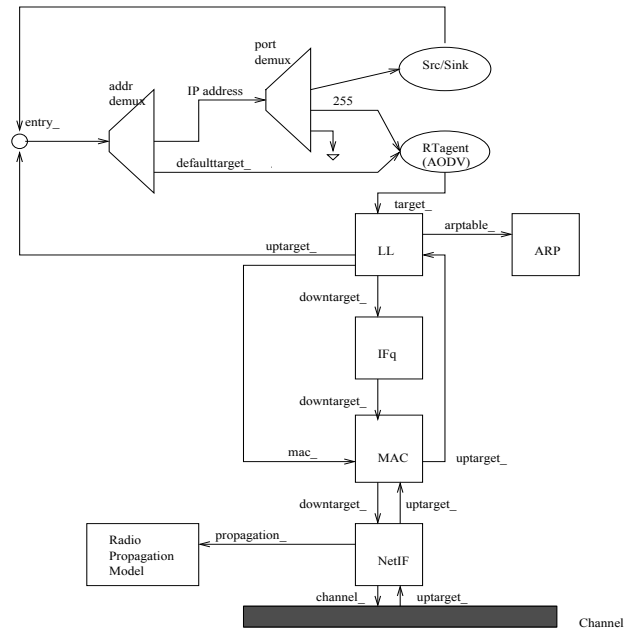 port
demux
Src/Sink
addr
demux
IP address
255
entry_
RTagent
(AODV)
defaulttarget_
target_
arptable_
uptarget_
LL
ARP
downtarget_
IFq
downtarget_
mac_
MAC
uptarget_
downtarget_
uptarget_
Radio
Propagation
Model
propagation_
NetIF
channel_
uptarget_
Channel